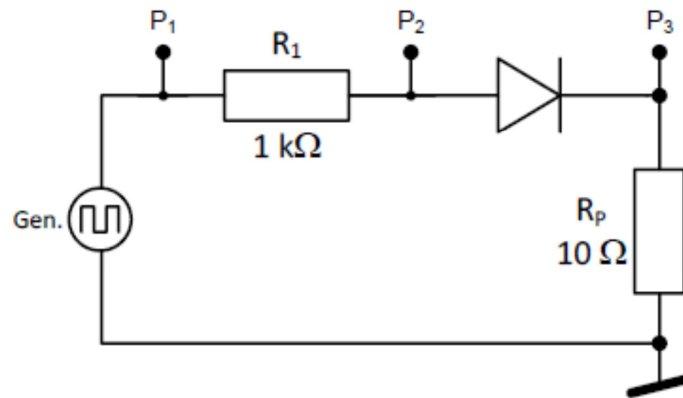 P₁
P₂
P₃
R₁
1 kΩ
Gen.
Rₚ
10 Ω